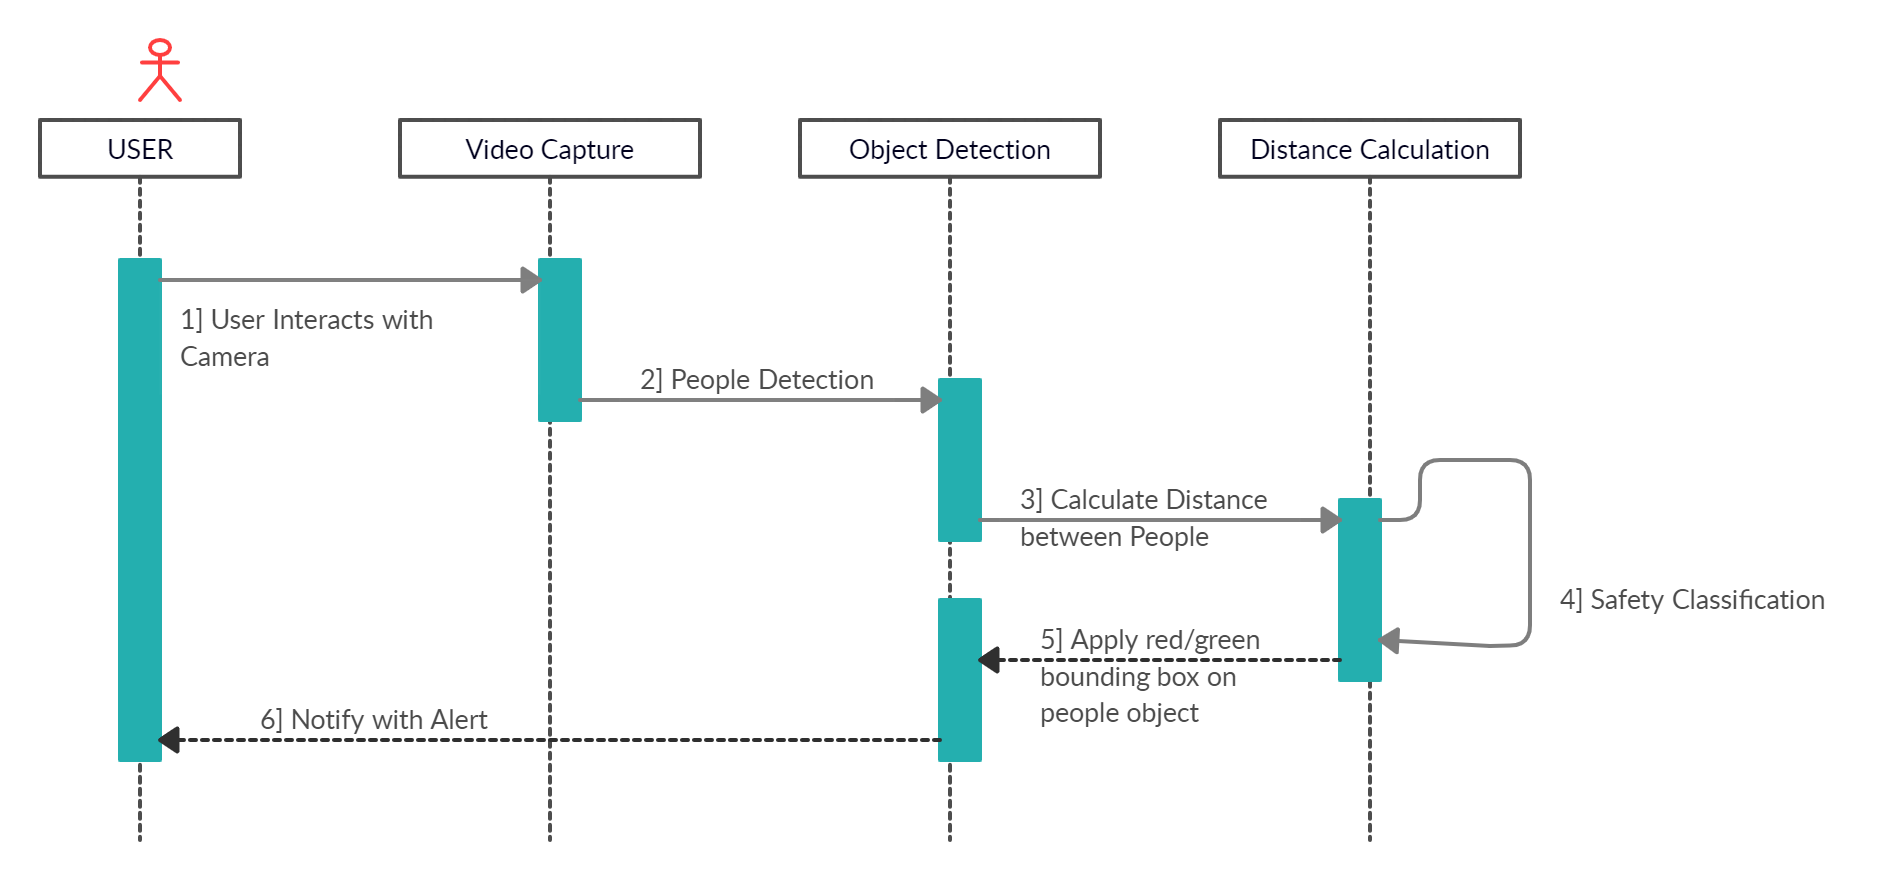 USER
Video Capture
Object Detection
Distance Calculation
1] User Interacts with
Camera
2] People Detection
3] Calculate Distance
between People
4] Safety Classification
5] Apply red/green
bounding box on
people object
6] Notify with Alert